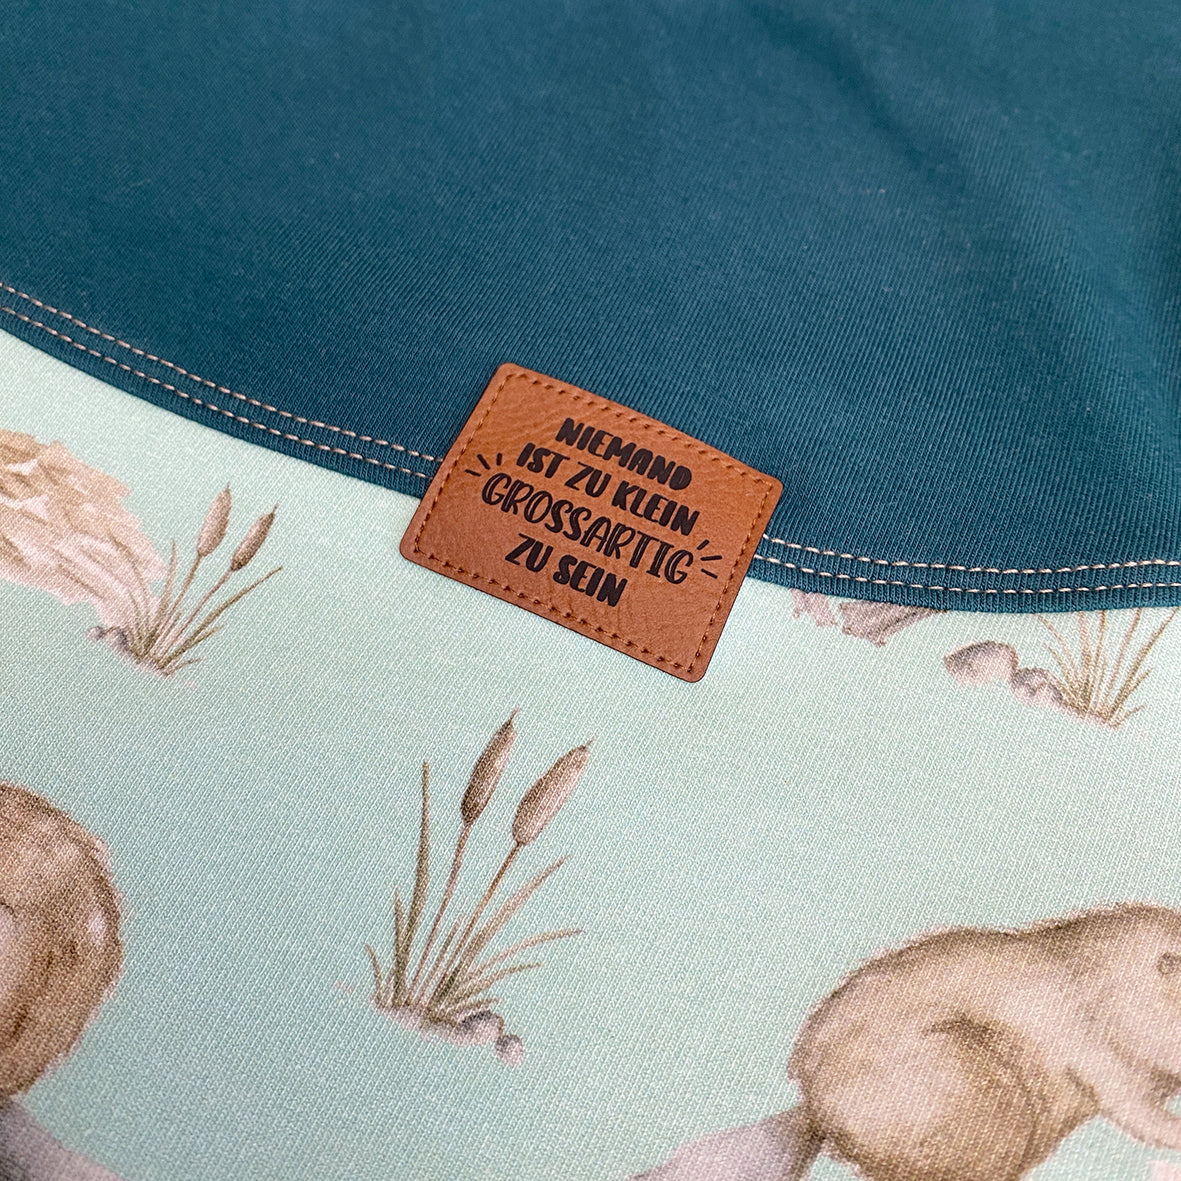 NIEMAND
IST ZU KLEIN
GROSSARTIG
ZU SEIN